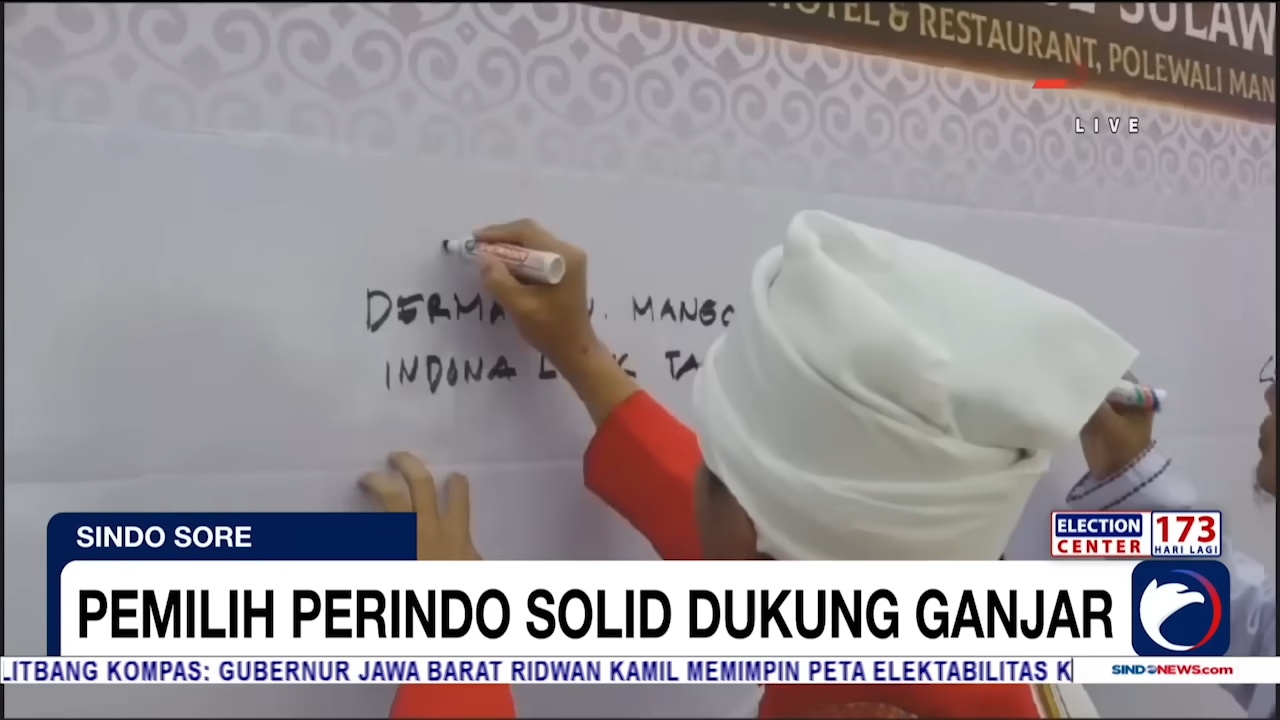 HOTEL & RESTAURANT, POLEWALI MAN
LIVE
INDONA
SINDO SORE
ELECTION CENTER
173 HARI LAGI
PEMILIH PERINDO SOLID DUKUNG GANJAR
LITBANG KOMPAS: GUBERNUR JAWA BARAT RIDWAN KAMIL MEMIMPIN PETA ELEKTABILITAS K
SINDONEWS.com